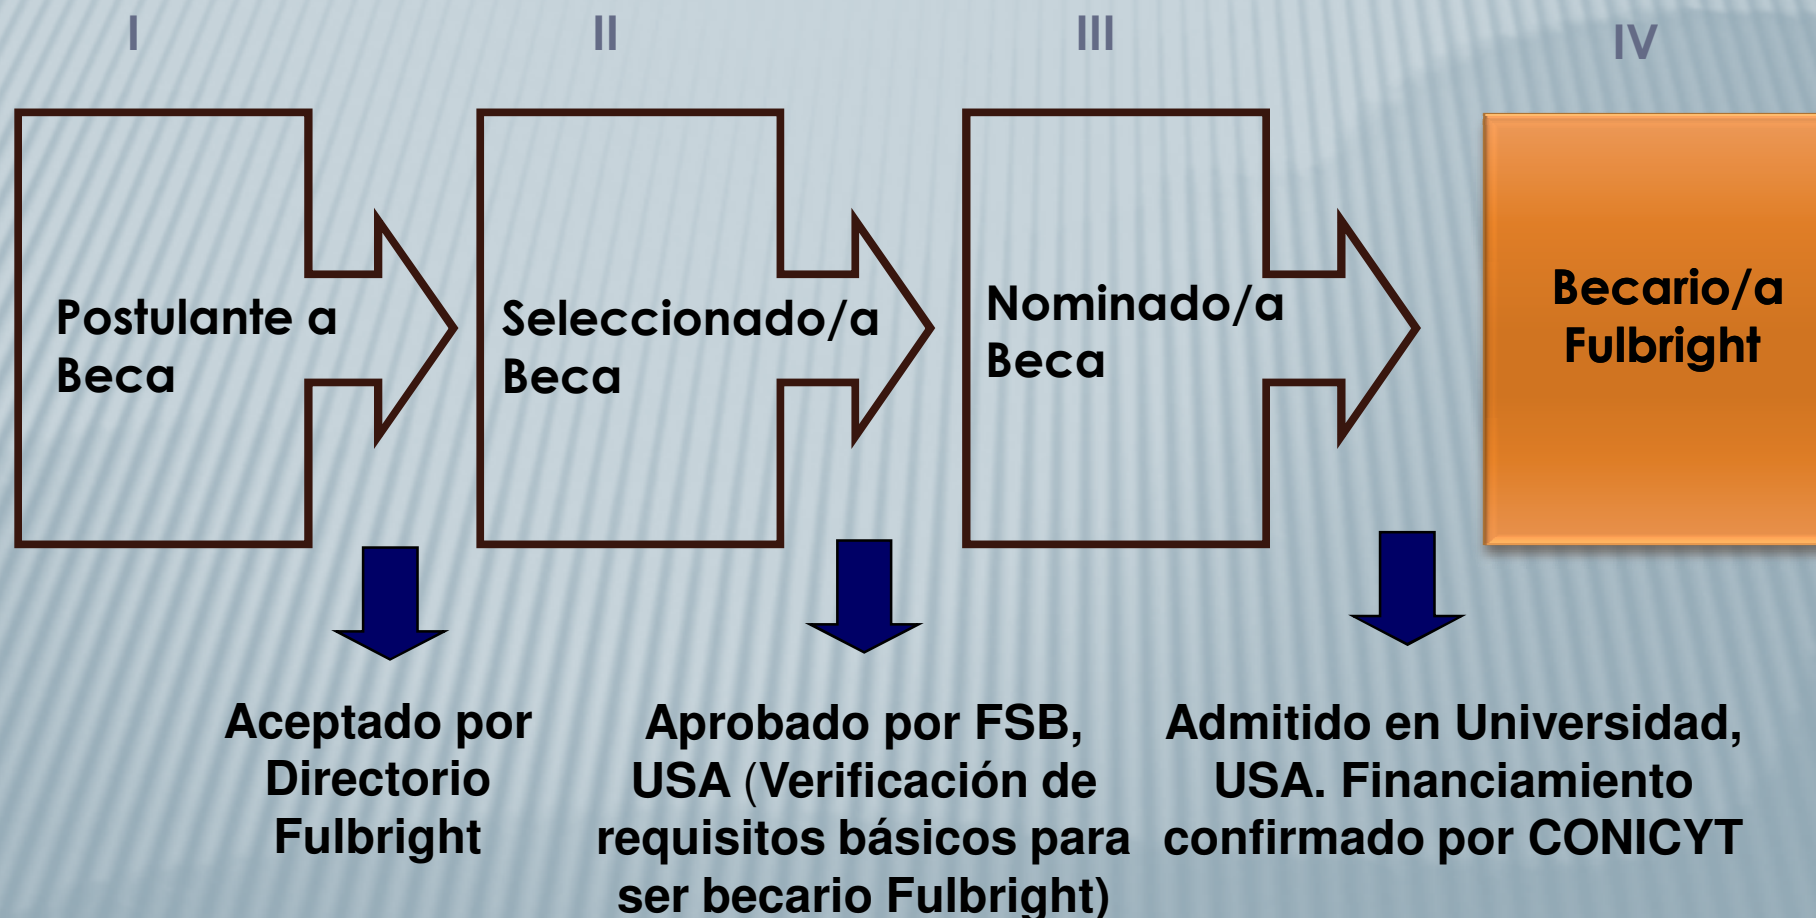 I
II
III
IV
Postulante a
Beca
Seleccionado/a
Beca
Nominado/a
Beca
Becario/a
Fulbright
Aceptado por
Directorio
Fulbright
Aprobado por FSB,
USA (Verificación de
requisitos básicos para
ser becario Fulbright)
Admitido en Universidad,
USA. Financiamiento
confirmado por CONICYT